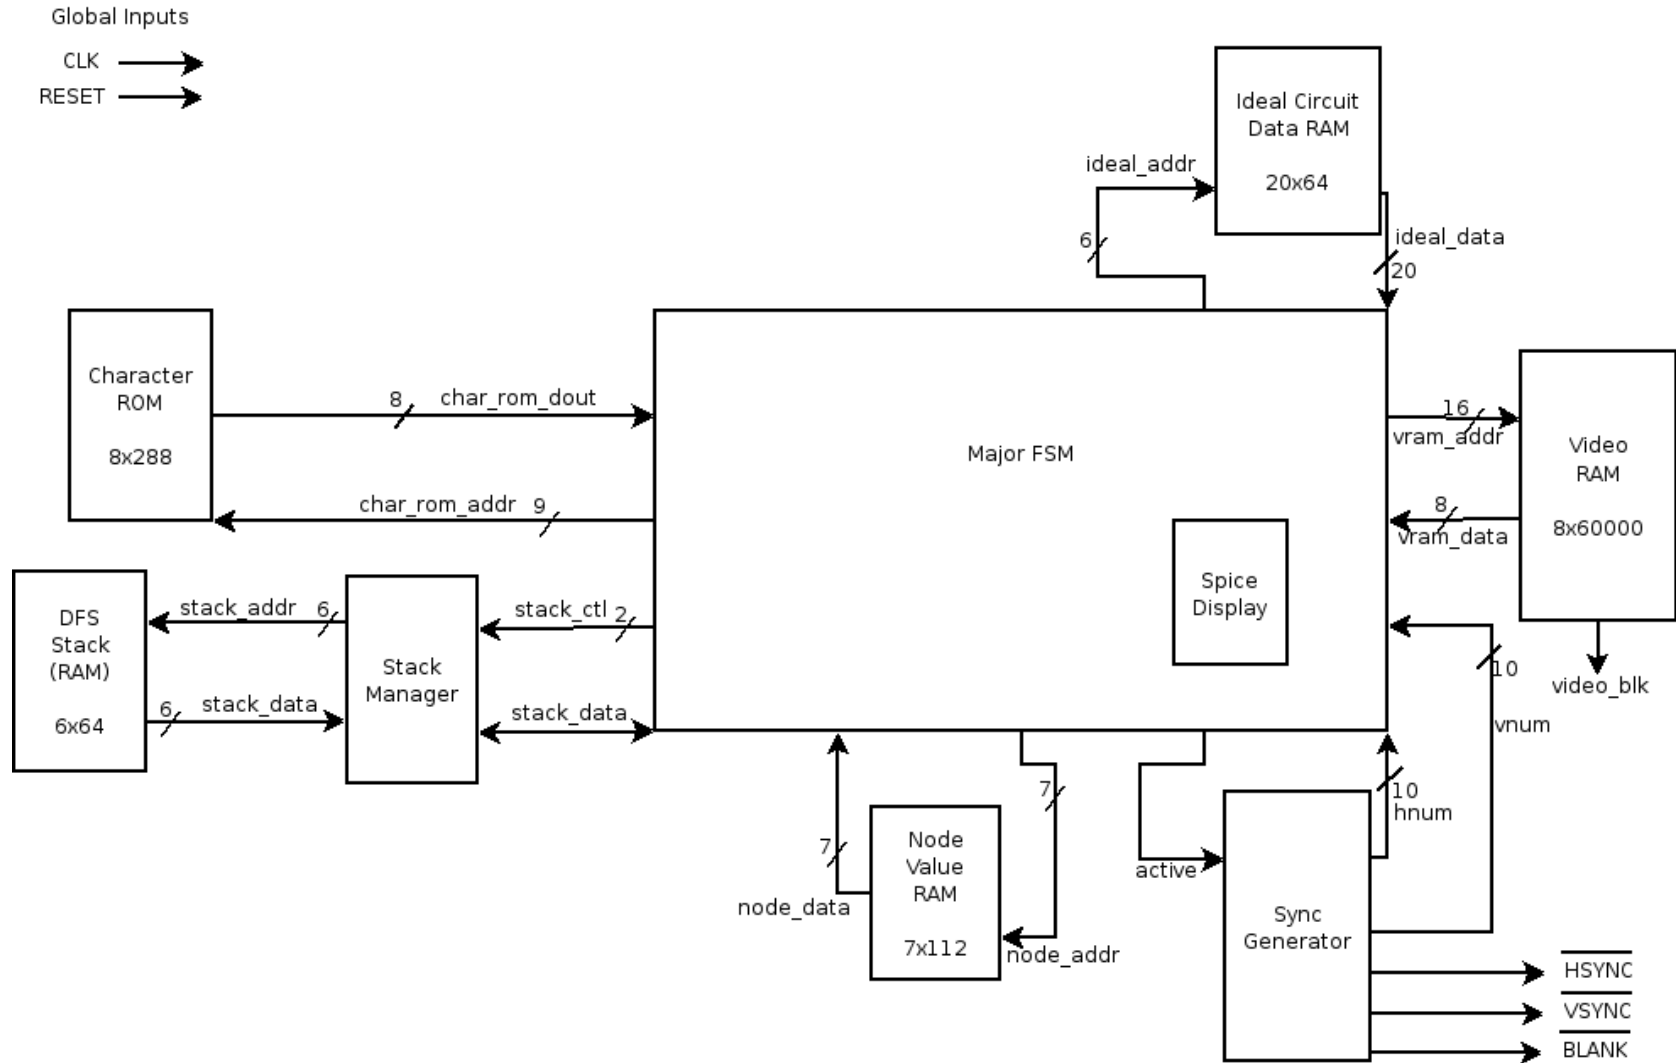 Global Inputs
CLK
RESET
Ideal Circuit
Data RAM
20x64
ideal_addr
6
ideal_data
20
Character
ROM
8x288
8
char_rom_dout
char_rom_addr
9
Major FSM
16
vram_addr
8
vram_data
Video
RAM
8x60000
video_blk
Spice
Display
DFS
Stack
(RAM)
6x64
stack_addr
6
6
stack_data
Stack
Manager
stack_ctl
2
stack_data
10
vnum
10
hnum
7
node_data
Node
Value
RAM
7x112
7
node_addr
active
Sync
Generator
HSYNC
VSYNC
BLANK